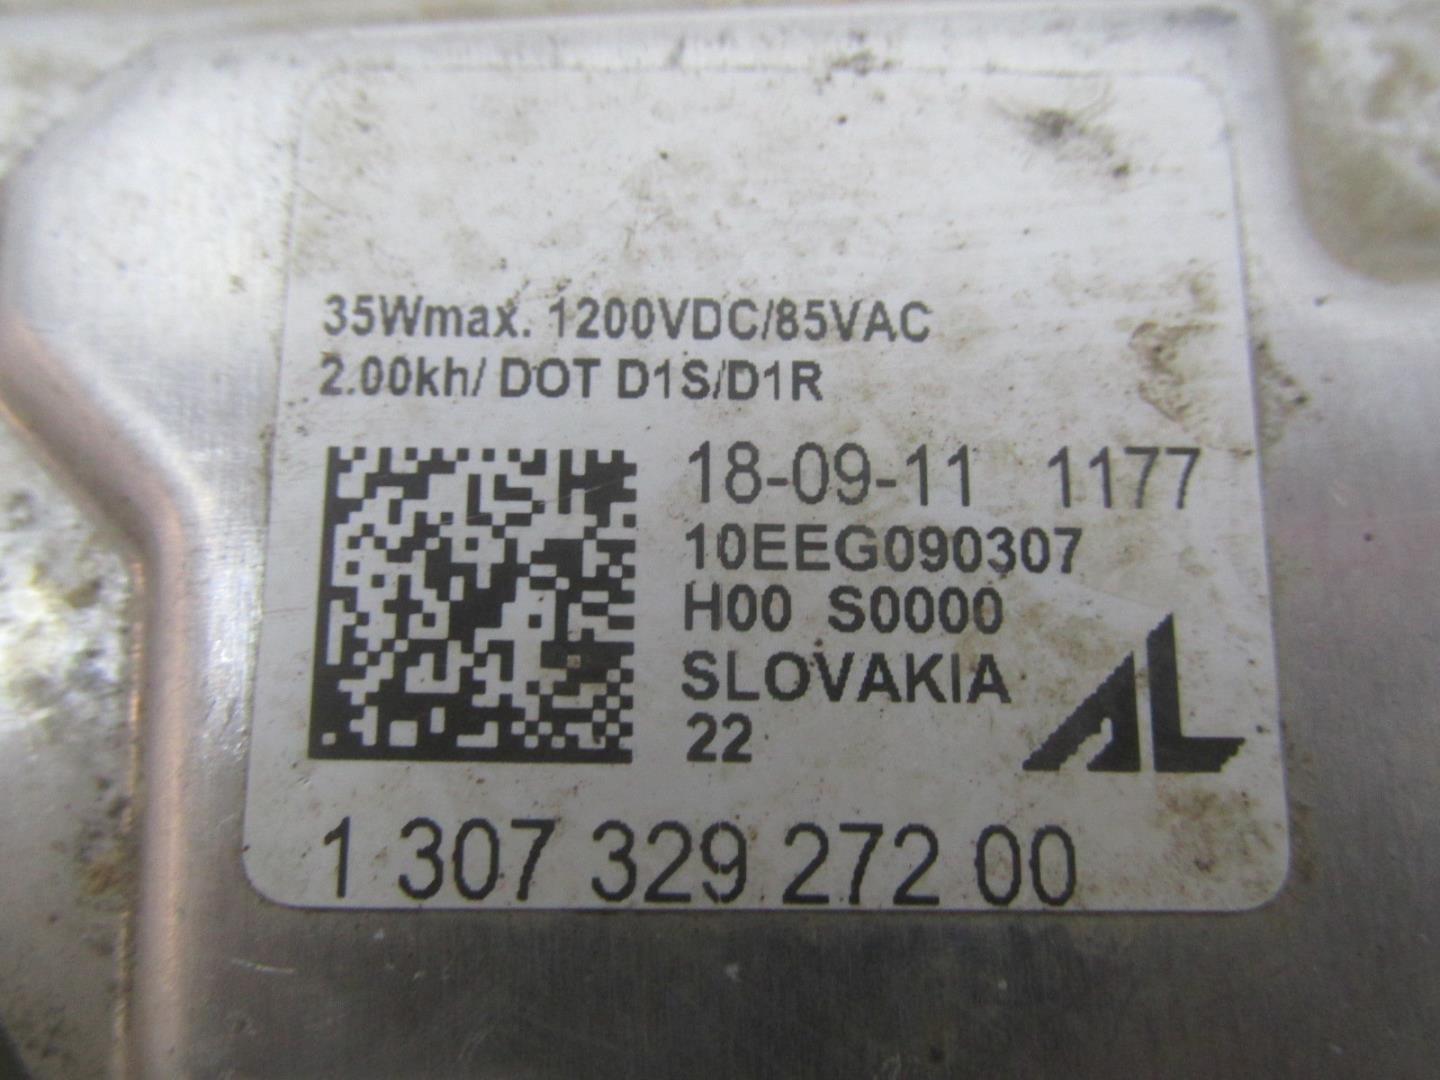 35Wmax. 1200VDC/85VAC
2.00kh/ DOT D1S/D1R
18-09-11 1177
10EEG090307
H00 S0000
SLOVAKIA
22
AL
1 307 329 272 00